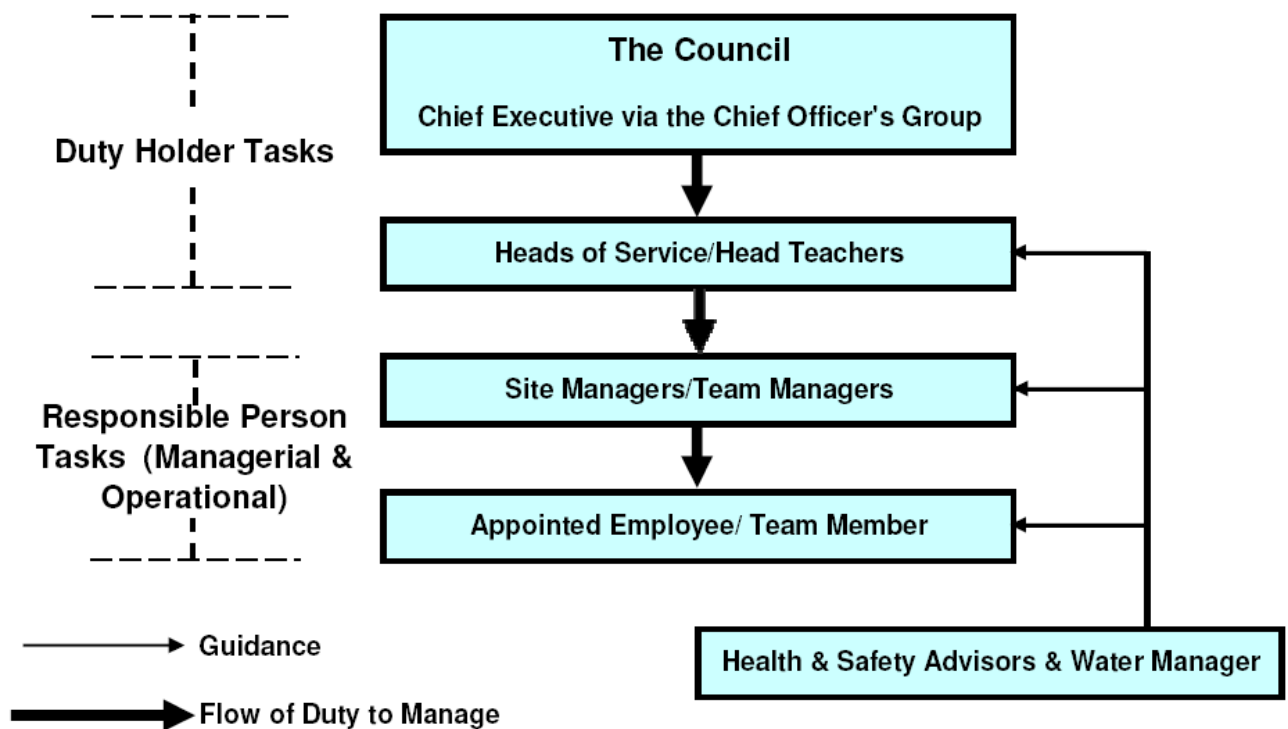 The Council
Chief Executive via the Chief Officer's Group
Duty Holder Tasks
Heads of Service/Head Teachers
Site Managers/Team Managers
Responsible Person
Tasks (Managerial &
Operational)
Appointed Employee/ Team Member
Guidance
Health & Safety Advisors & Water Manager
Flow of Duty to Manage